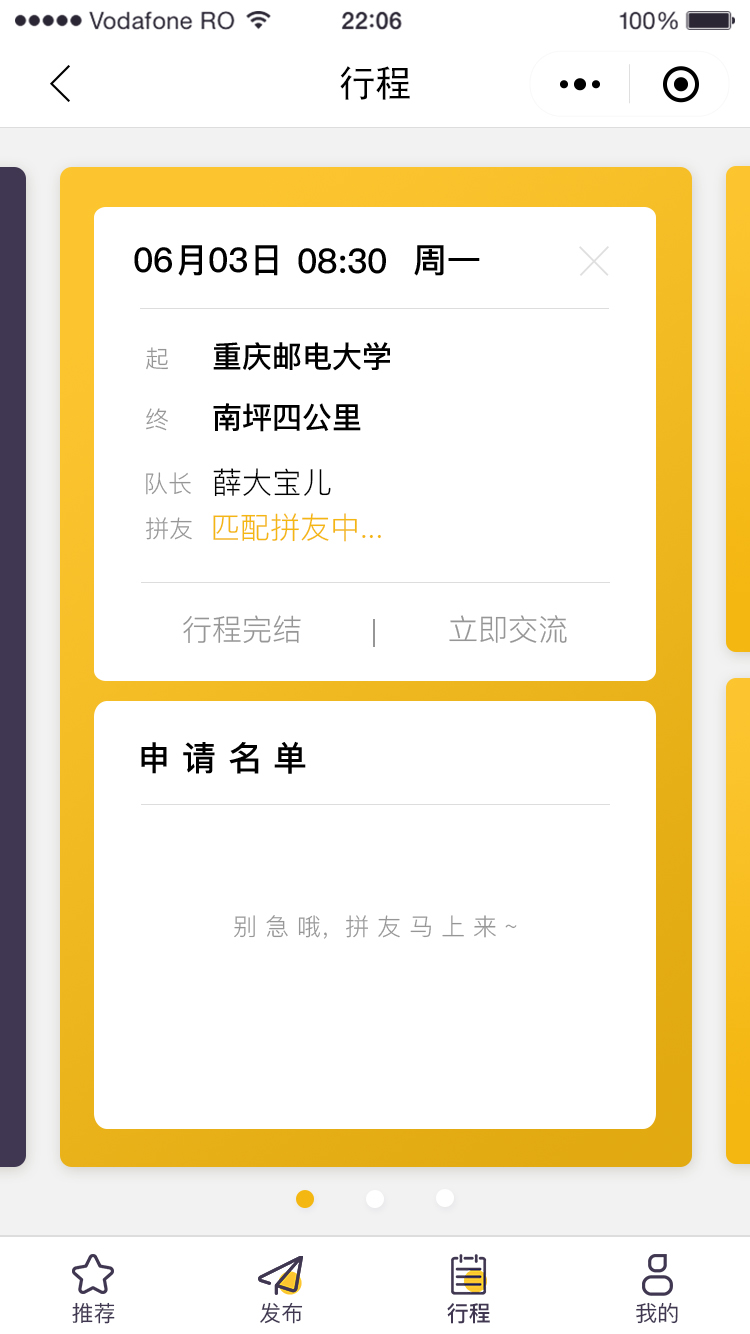 ●●●●● Vodafone RO 22:06 100%
行程
06月03日 08:30 周一
起 重庆邮电大学
终 南坪四公里
队长 薛大宝儿
拼友 匹配拼友中...
行程完结 | 立即交流
申请名单
别急哦, 拼友马上来~
推荐 发布 行程 我的